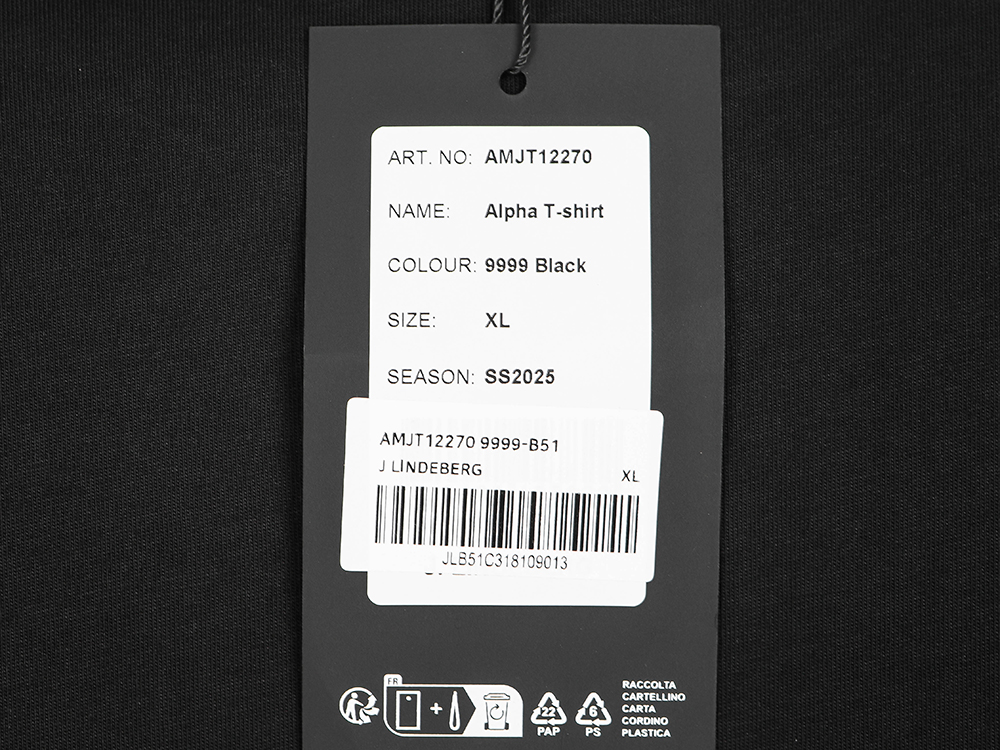 ART. NO: AMJT12270
NAME: Alpha T-shirt
COLOUR: 9999 Black
SIZE: XL
SEASON: SS2025
AMJT12270 9999-B51
J LINDEBERG XL
JLB51C318109013
FR
+
22
PAP
6
PS
RACCOLTA
CARTELLINO
CARTA
CORDINO
PLASTICA